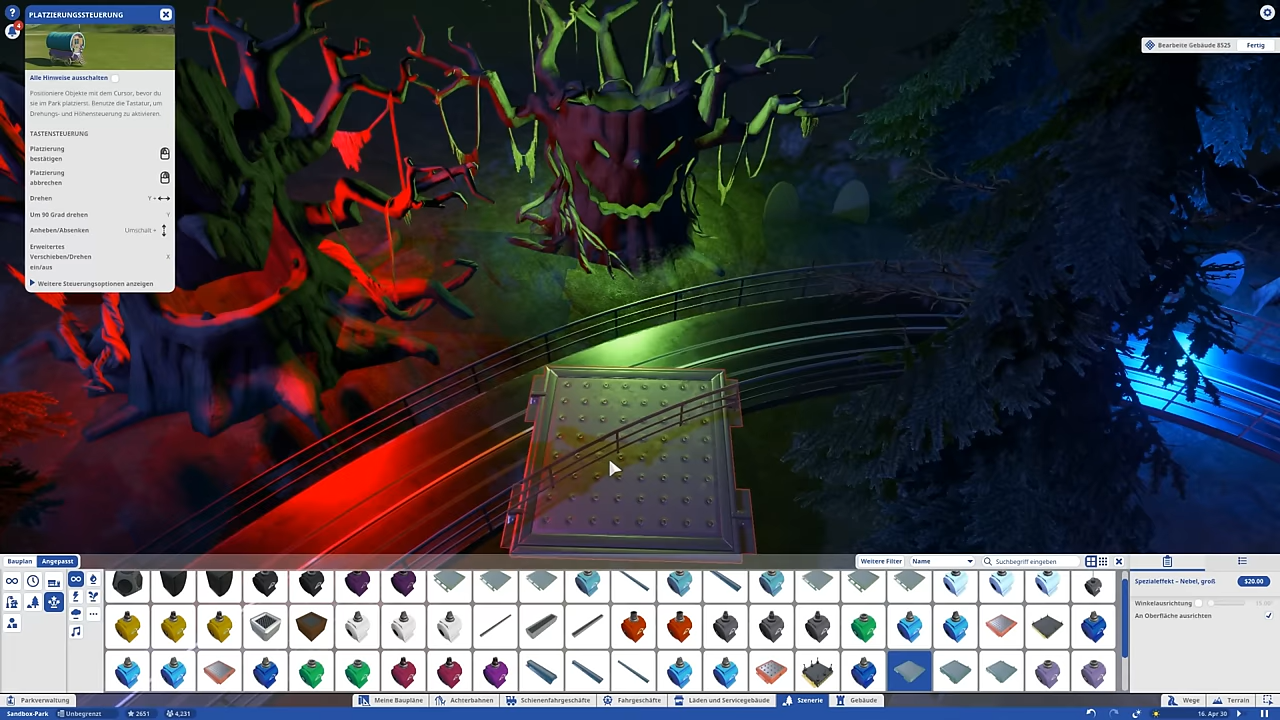 ?
4
PLATZIERUNGSSTEUERUNG
Alle Hinweise ausschalten
Positioniere Objekte mit dem Cursor, bevor du
sie im Park platzierst. Benutze die Tastatur, um
Drehungs- und Höhensteuerung zu aktivieren.
TASTENSTEUERUNG
Platzierung
bestätigen
Platzierung
abbrechen
Drehen Y +
Um 90 Grad drehen Y
Anheben/Absenken Umschalt +
Erweitertes
Verschieben/Drehen X
ein/aus
Weitere Steuerungsoptionen anzeigen
Bearbeite Gebäude 8525 Fertig
Bauplan Angepasst
Weitere Filter Name Suchbegriff eingeben
Spezialeffekt – Nebel, groß $20.00
Winkelausrichtung 15.00°
An Oberfläche ausrichten
Parkverwaltung Meine Baupläne Achterbahnen Schienenfahrgeschäfte Fahrgeschäfte Läden und Servicegebäude Szenerie Gebäude Wege Terrain
Sandbox-Park Unbegrenzt 2651 4,231 16. Apr 30